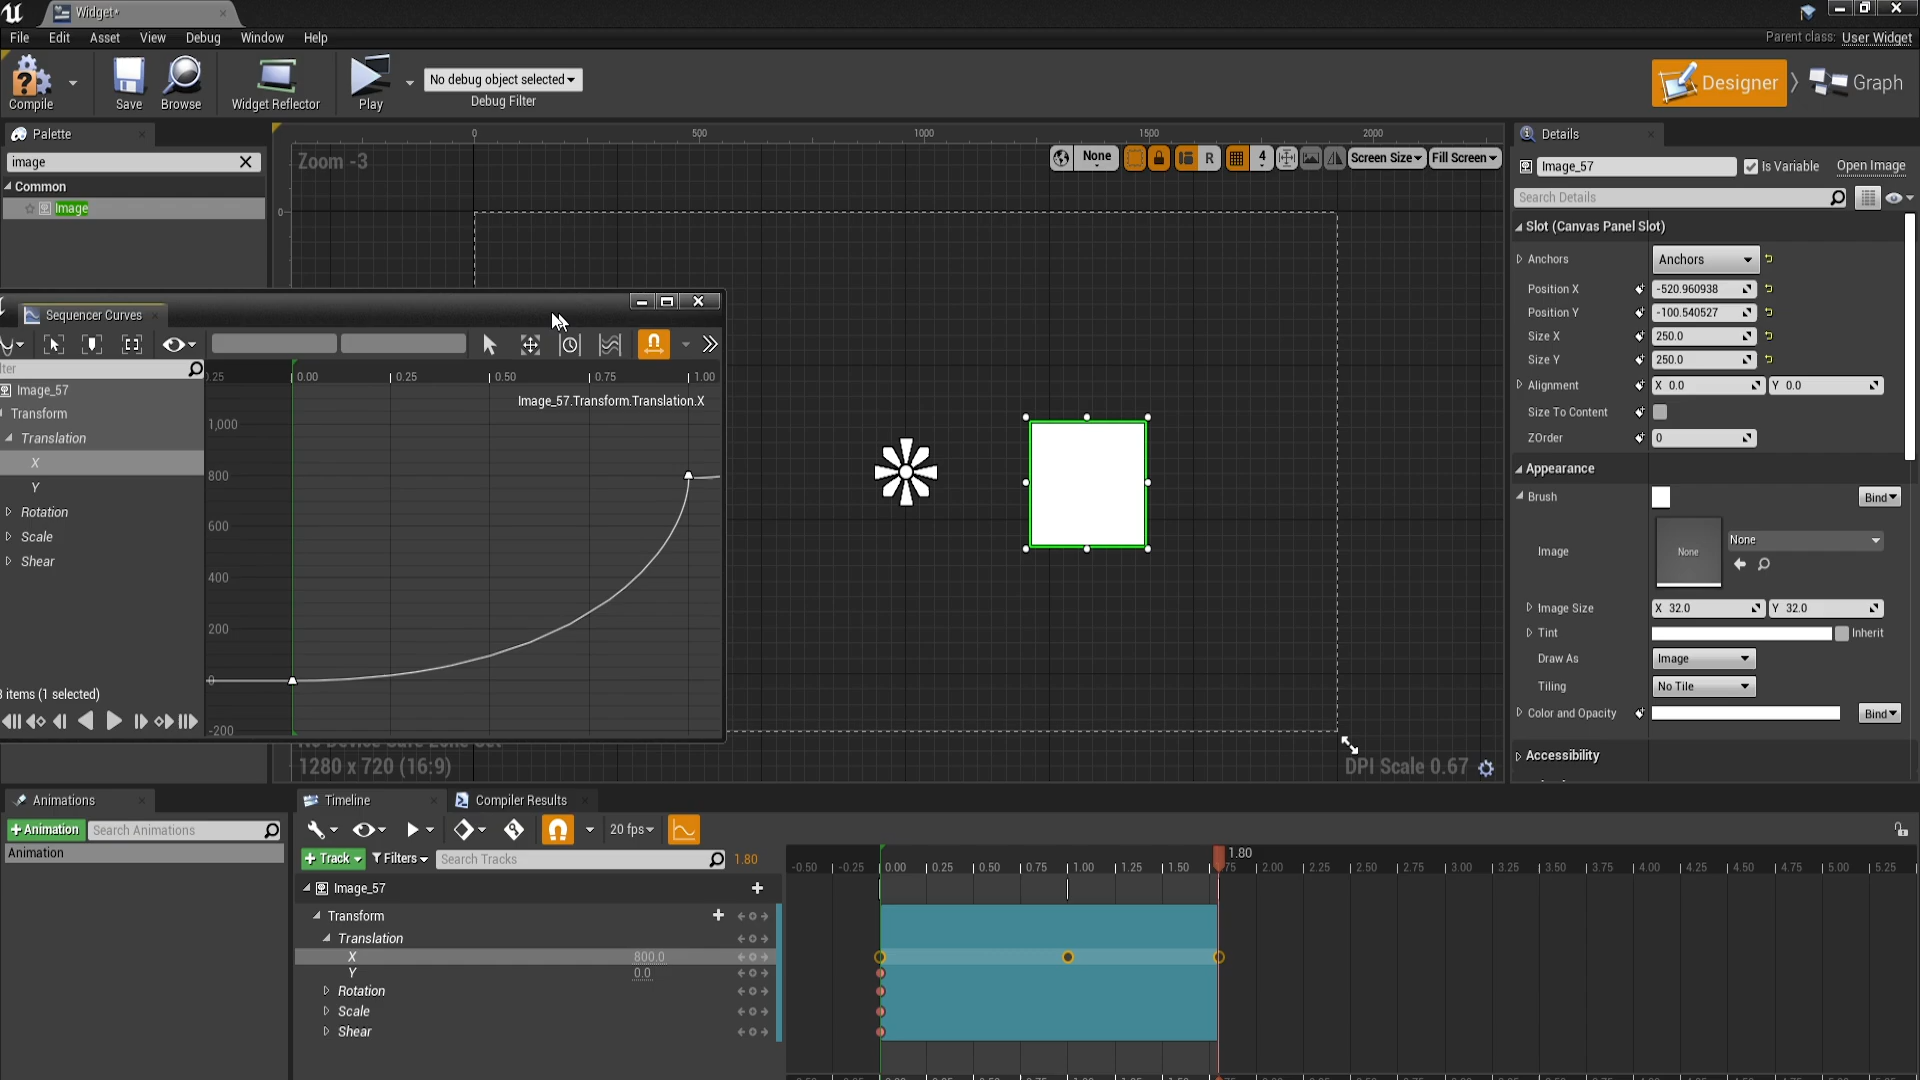 Widget*
File Edit Asset View Debug Window Help
Parent class: User Widget
Compile
Save
Browse
Widget Reflector
Play
No debug object selected
Debug Filter
Designer
Graph
Palette
image
Common
Image
0 500 1000 1500 2000
Zoom -3
None
R
4
Screen Size
Fill Screen
0
Sequencer Curves
lter
Image_57
Transform
Translation
X
Y
Rotation
Scale
Shear
3 items (1 selected)
.25 0.00 0.25 0.50 0.75 1.00
Image_57.Transform.Translation.X
1,000
800
600
400
200
0
-200
1280 x 720 (16:9)
DPI Scale 0.67
Details
Image_57
Is Variable
Open Image
Search Details
Slot (Canvas Panel Slot)
Anchors Anchors
Position X -520.960938
Position Y -100.540527
Size X 250.0
Size Y 250.0
Alignment X 0.0 Y 0.0
Size To Content
ZOrder 0
Appearance
Brush Bind
Image None None
Image Size X 32.0 Y 32.0
Tint Inherit
Draw As Image
Tiling No Tile
Color and Opacity Bind
Accessibility
Animations
+Animation Search Animations
Animation
Timeline
Compiler Results
20 fps
+ Track Filters Search Tracks 1.80
Image_57
Transform
Translation
X 800.0
Y 0.0
Rotation
Scale
Shear
1.80
-0.50 -0.25 0.00 0.25 0.50 0.75 1.00 1.25 1.50 75 2.00 2.25 2.50 2.75 3.00 3.25 3.50 3.75 4.00 4.25 4.50 4.75 5.00 5.25